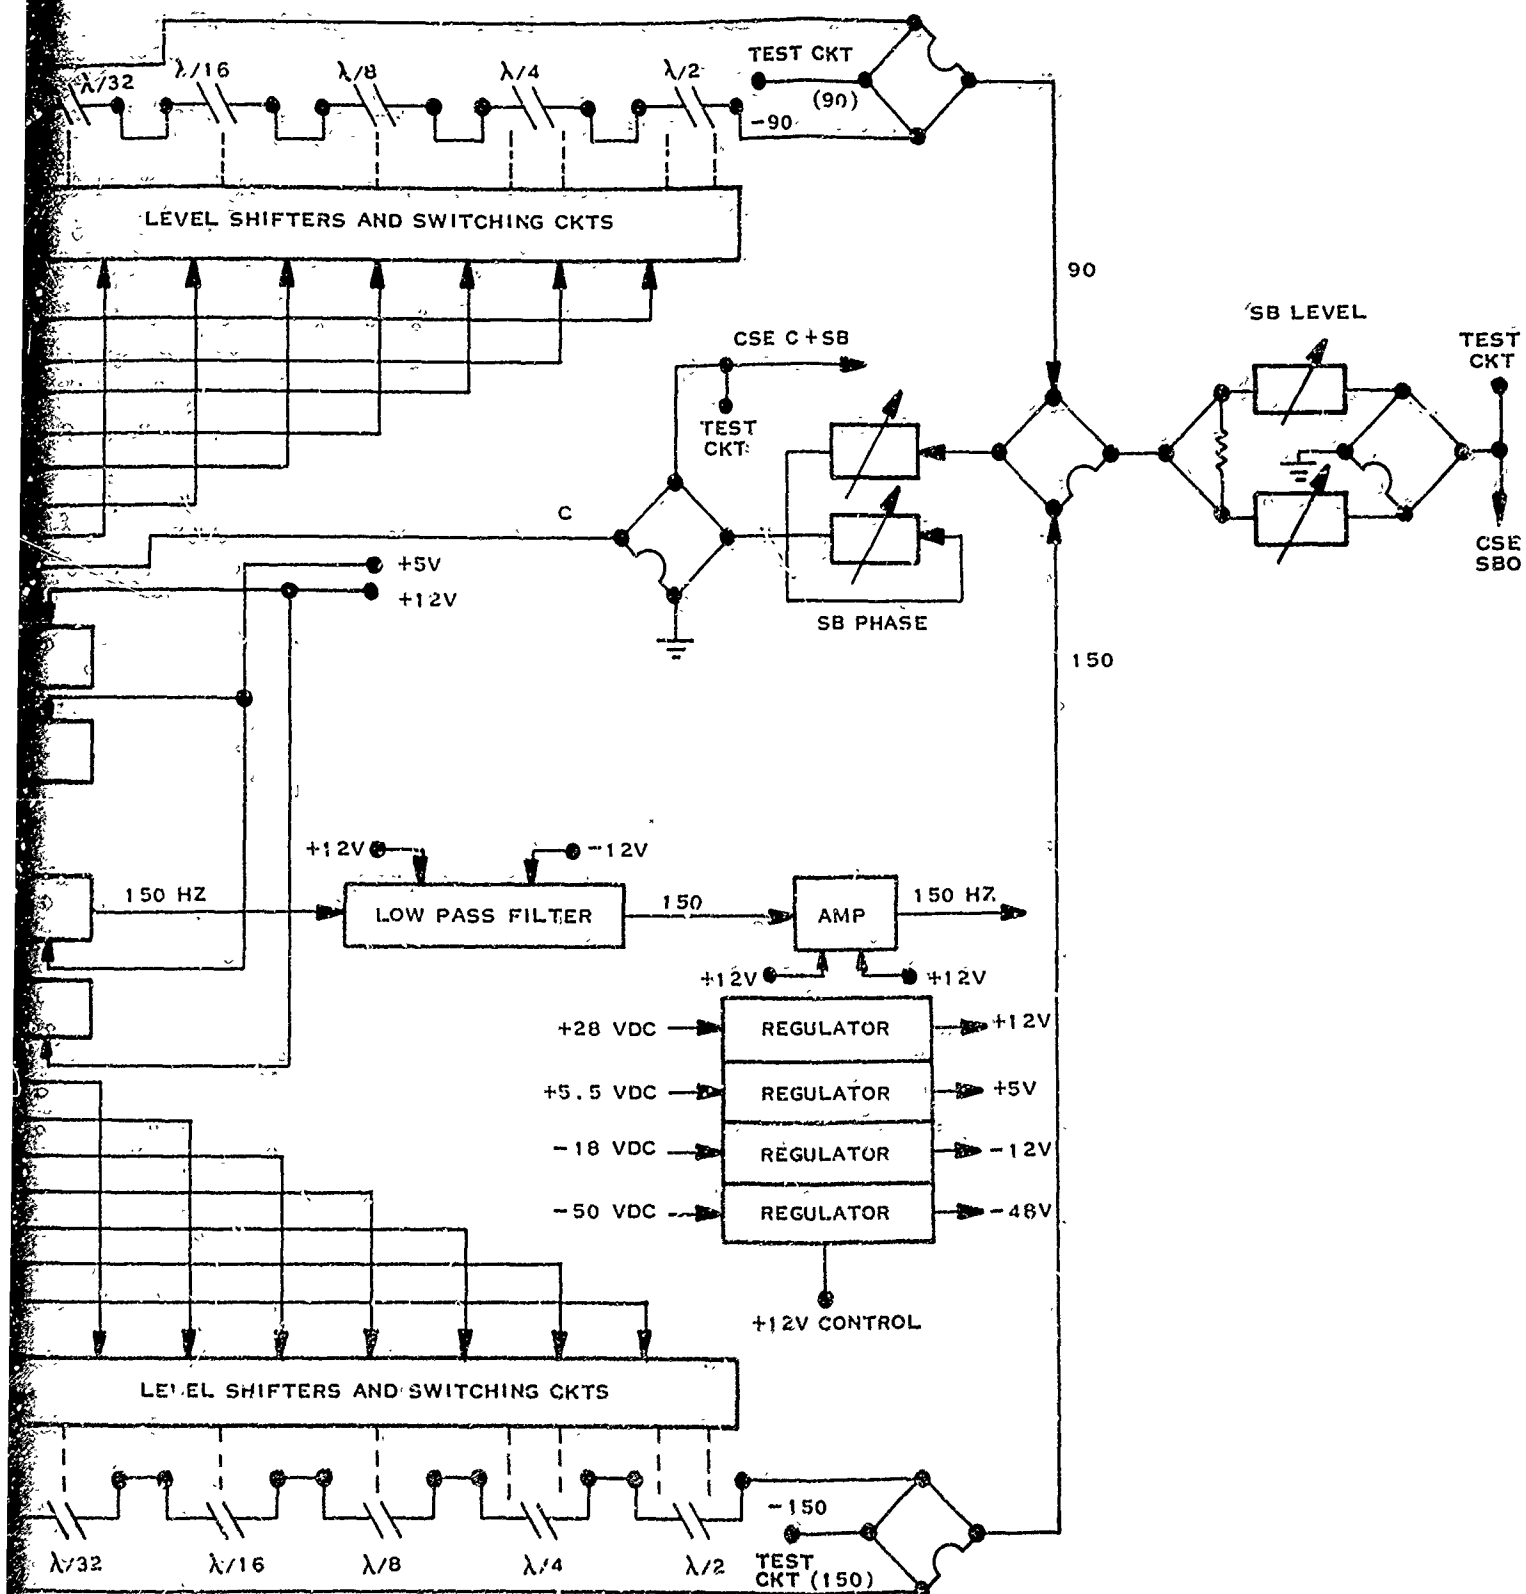 λ/32
λ/16
λ/8
λ/4
λ/2
TEST CKT
(90)
-90
LEVEL SHIFTERS AND SWITCHING CKTS
90
SB LEVEL
TEST
CKT
CSE C+SB
TEST
CKT
C
CSE
SBO
+5V
+12V
SB PHASE
150
+12V
-12V
150 HZ
LOW PASS FILTER
150
AMP
150 HZ
+12V
+12V
+28 VDC
REGULATOR
+12V
+5.5 VDC
REGULATOR
+5V
-18 VDC
REGULATOR
-12V
-50 VDC
REGULATOR
-48V
+12V CONTROL
LEVEL SHIFTERS AND SWITCHING CKTS
-150
λ/32
λ/16
λ/8
λ/4
λ/2
TEST
CKT (150)